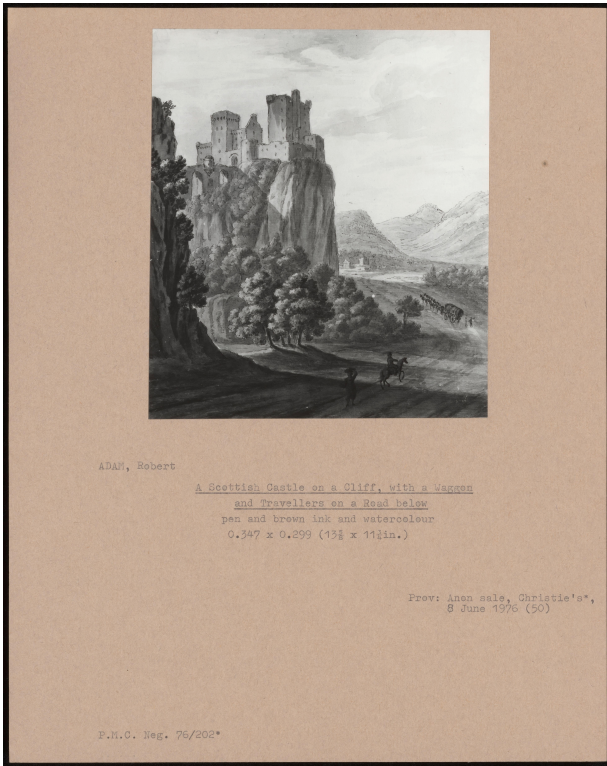 ADAM, Robert
A Scottish Castle on a Cliff, with a Waggon
and Travellers on a Road below
pen and brown ink and watercolour
0.347 x 0.299 (13⅝ x 11¾in.)
Prov: Anon sale, Christie's*,
8 June 1976 (50)
P.M.C. Neg. 76/202*